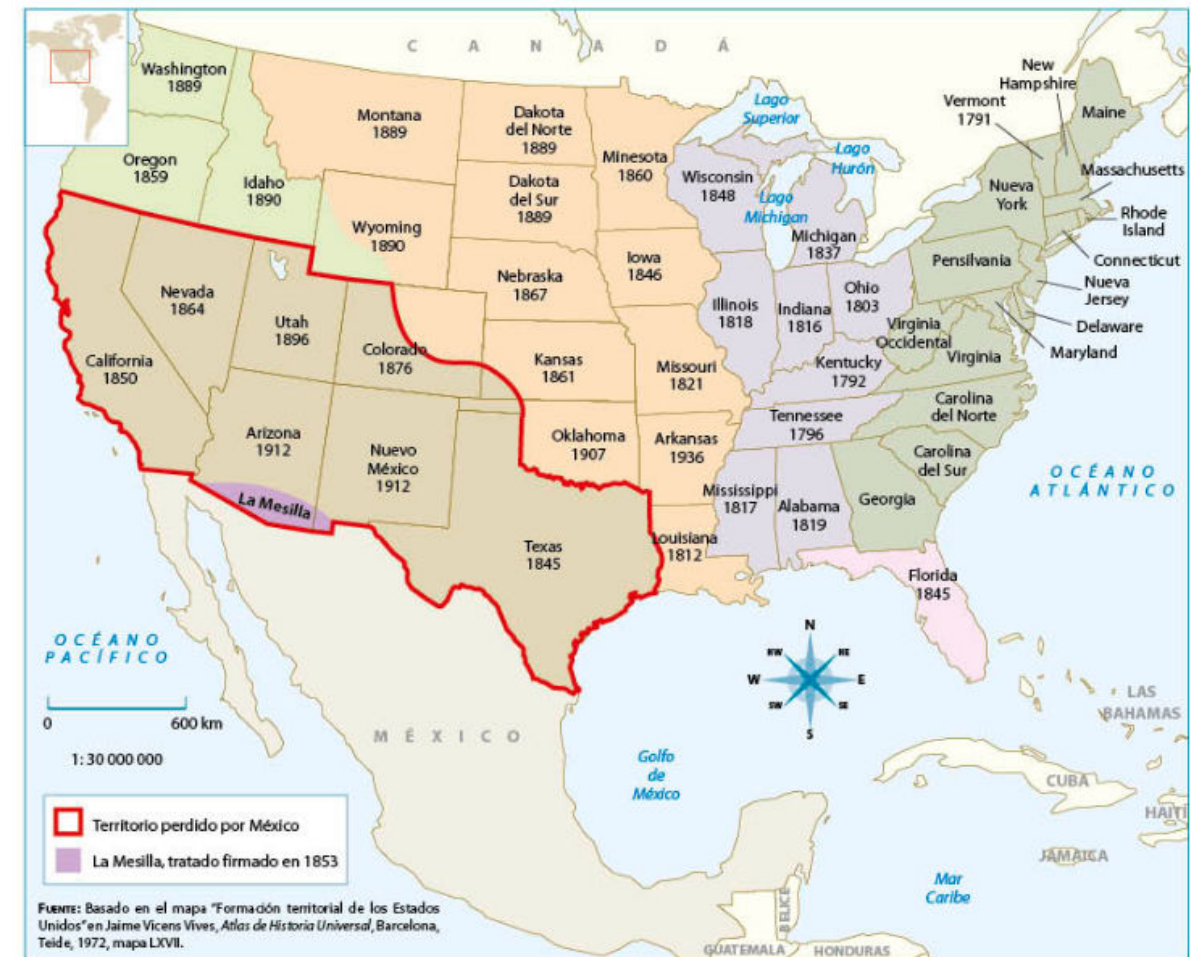 C A N A D Á
Washington
1889
Oregon
1859
Idaho
1890
Montana
1889
Wyoming
1890
Dakota
del Norte
1889
Dakota
del Sur
1889
Minesota
1860
Nebraska
1867
Iowa
1846
Kansas
1861
Missouri
1821
Oklahoma
1907
Arkansas
1936
Louisiana
1812
Lago
Superior
Lago
Hurón
Lago
Michigan
Wisconsin
1848
Michigan
1837
Illinois
1818
Indiana
1816
Ohio
1803
Kentucky
1792
Tennessee
1796
Mississippi
1817
Alabama
1819
New
Hampshire
Vermont
1791
Maine
Massachusetts
Nueva
York
Rhode
Island
Connecticut
Pensilvania
Nueva
Jersey
Delaware
Maryland
Virginia
Occidental
Virginia
Carolina
del Norte
Carolina
del Sur
Georgia
Florida
1845
California
1850
Nevada
1864
Utah
1896
Colorado
1876
Arizona
1912
Nuevo
México
1912
La Mesilla
Texas
1845
OCÉANO
ATLÁNTICO
OCÉANO
PACÍFICO
0 600 km
1: 30 000 000
M É X I C O
Golfo
de
México
N
NW NE
W E
SW SE
S
LAS
BAHAMAS
CUBA
HAITÍ
JAMAICA
Mar
Caribe
BELICE
GUATEMALA
HONDURAS
Territorio perdido por México
La Mesilla, tratado firmado en 1853
FUENTE: Basado en el mapa "Formación territorial de los Estados
Unidos" en Jaime Vicens Vives, Atlas de Historia Universal, Barcelona,
Teide, 1972, mapa LXVII.